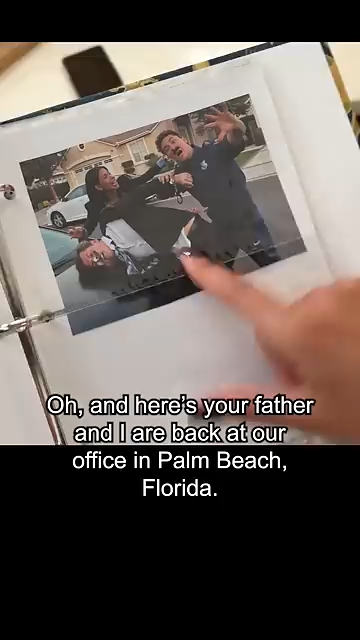 Oh, and here's your father
and I are back at our
office in Palm Beach,
Florida.